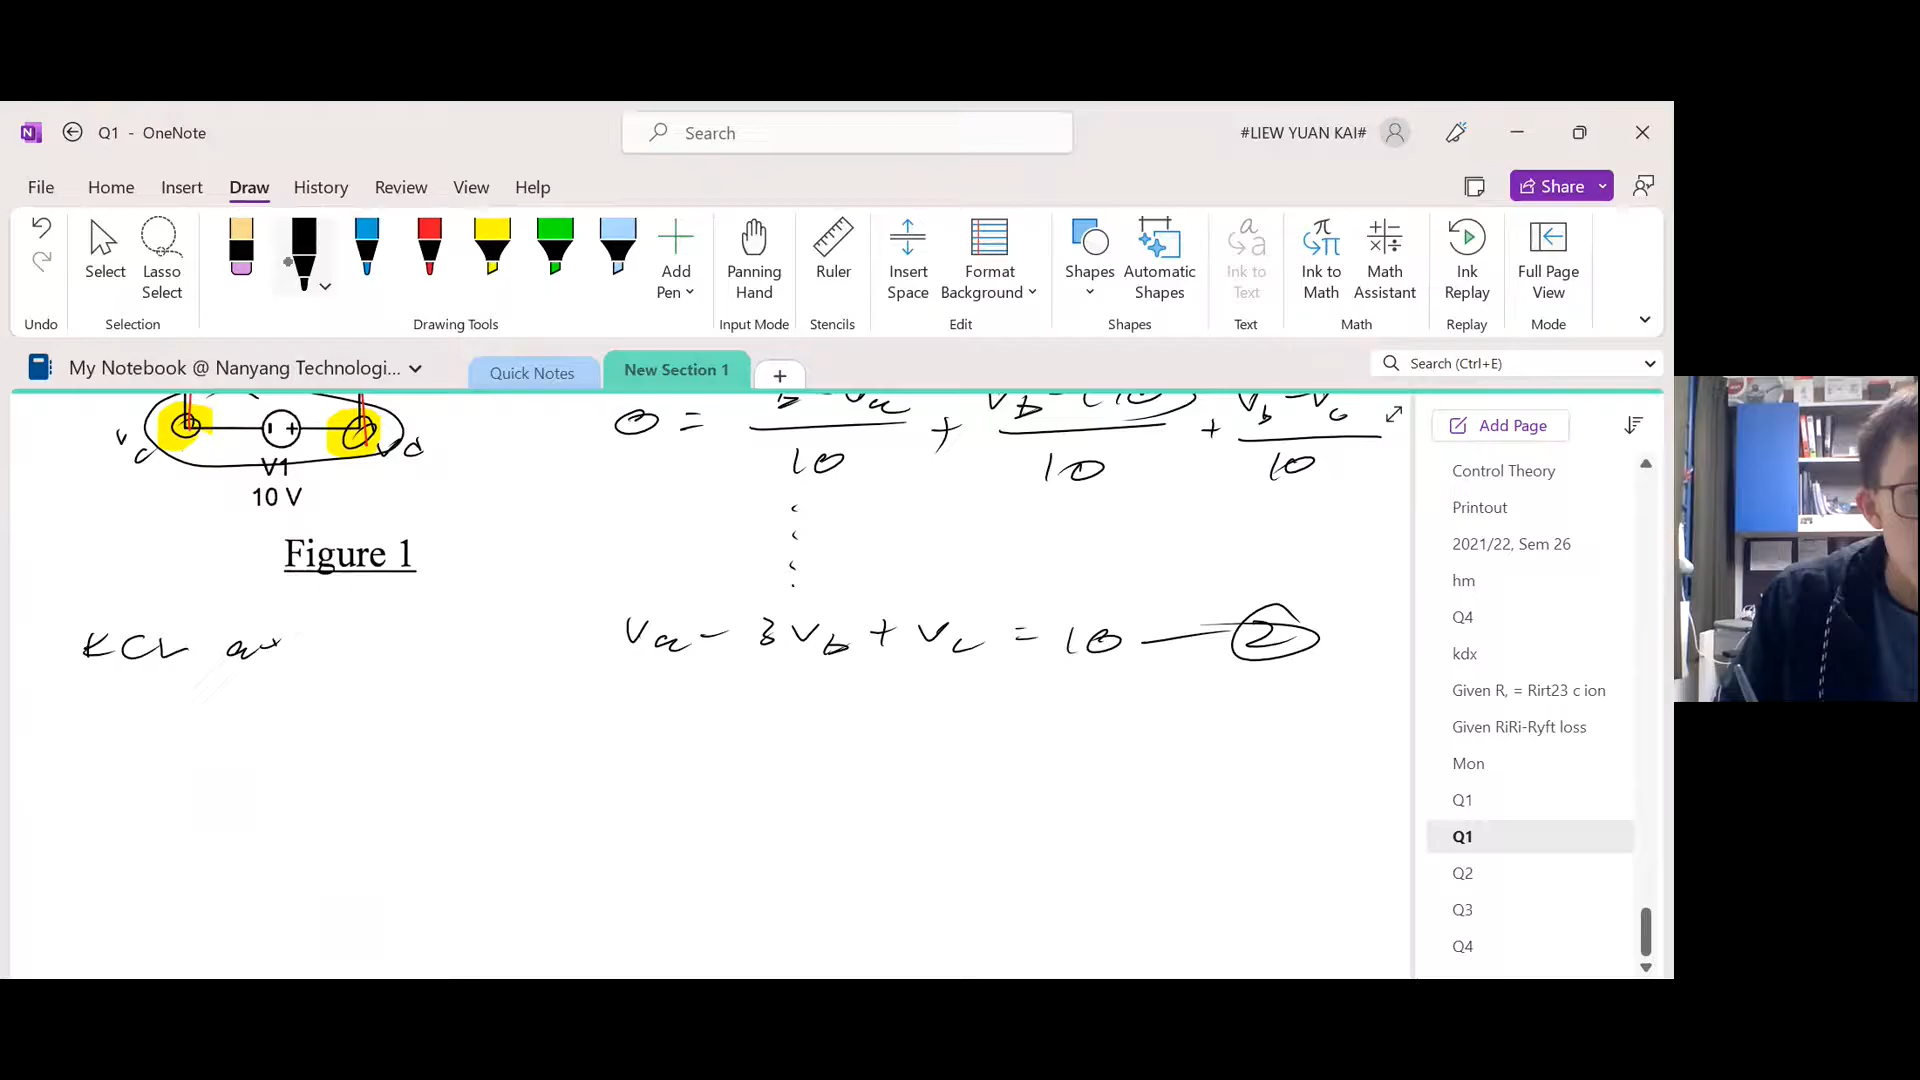 Q1 - OneNote
Search
#LIEW YUAN KAI#
File Home Insert Draw History Review View Help
Share
Select
Lasso Select
Add Pen
Panning Hand
Ruler
Insert Space
Format Background
Shapes
Automatic Shapes
Ink to Text
Ink to Math
Math Assistant
Ink Replay
Full Page View
Undo
Selection
Drawing Tools
Input Mode
Stencils
Edit
Shapes
Text
Math
Replay
Mode
My Notebook @ Nanyang Technologi...
Quick Notes
New Section 1
+
Search (Ctrl+E)
Add Page
Control Theory
Printout
2021/22, Sem 26
hm
Q4
kdx
Given R, = Rirt23 c ion
Given RiRi-Ryft loss
Mon
Q1
Q1
Q2
Q3
Q4
Vc
Vd
V1
10 V
Figure 1
KCL
0 =
+
+ Vb - Vc
10
10
10
Va - 3Vb + Vc = 10 — 2